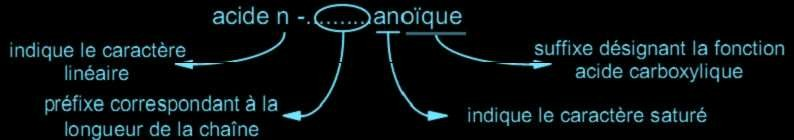 acide n -..........anoïque
indique le caractère
linéaire
suffixe désignant la fonction
acide carboxylique
préfixe correspondant à la
longueur de la chaîne
indique le caractère saturé